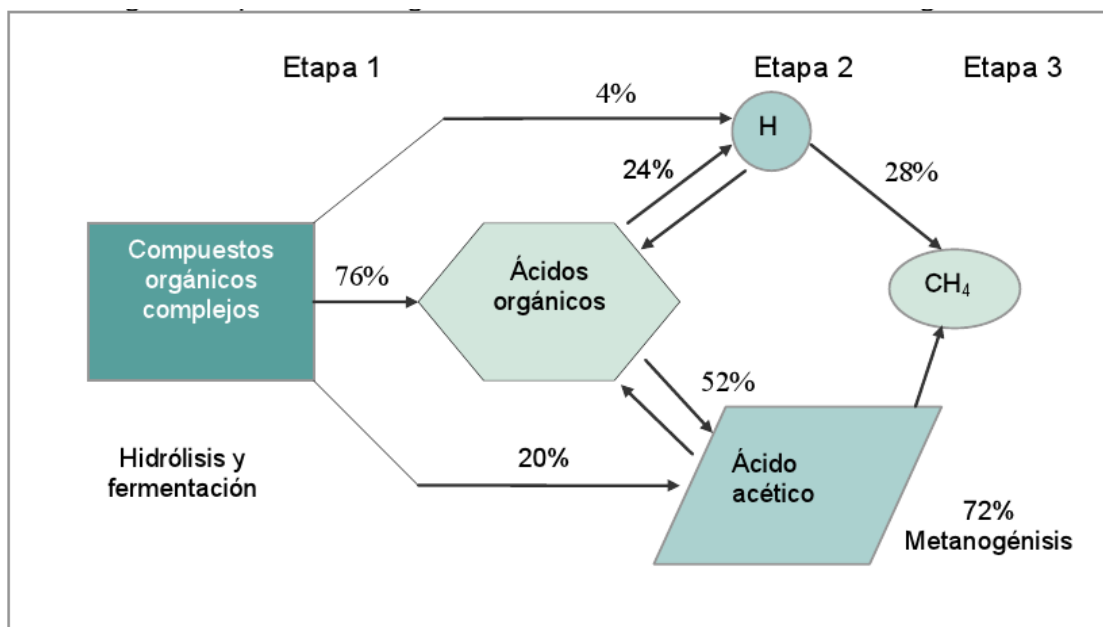 Etapa 1
Etapa 2
Etapa 3
4%
H
24%
28%
Compuestos
orgánicos
complejos
76%
Ácidos
orgánicos
CH₄
52%
Hidrólisis y
fermentación
20%
Ácido
acético
72%
Metanogénisis